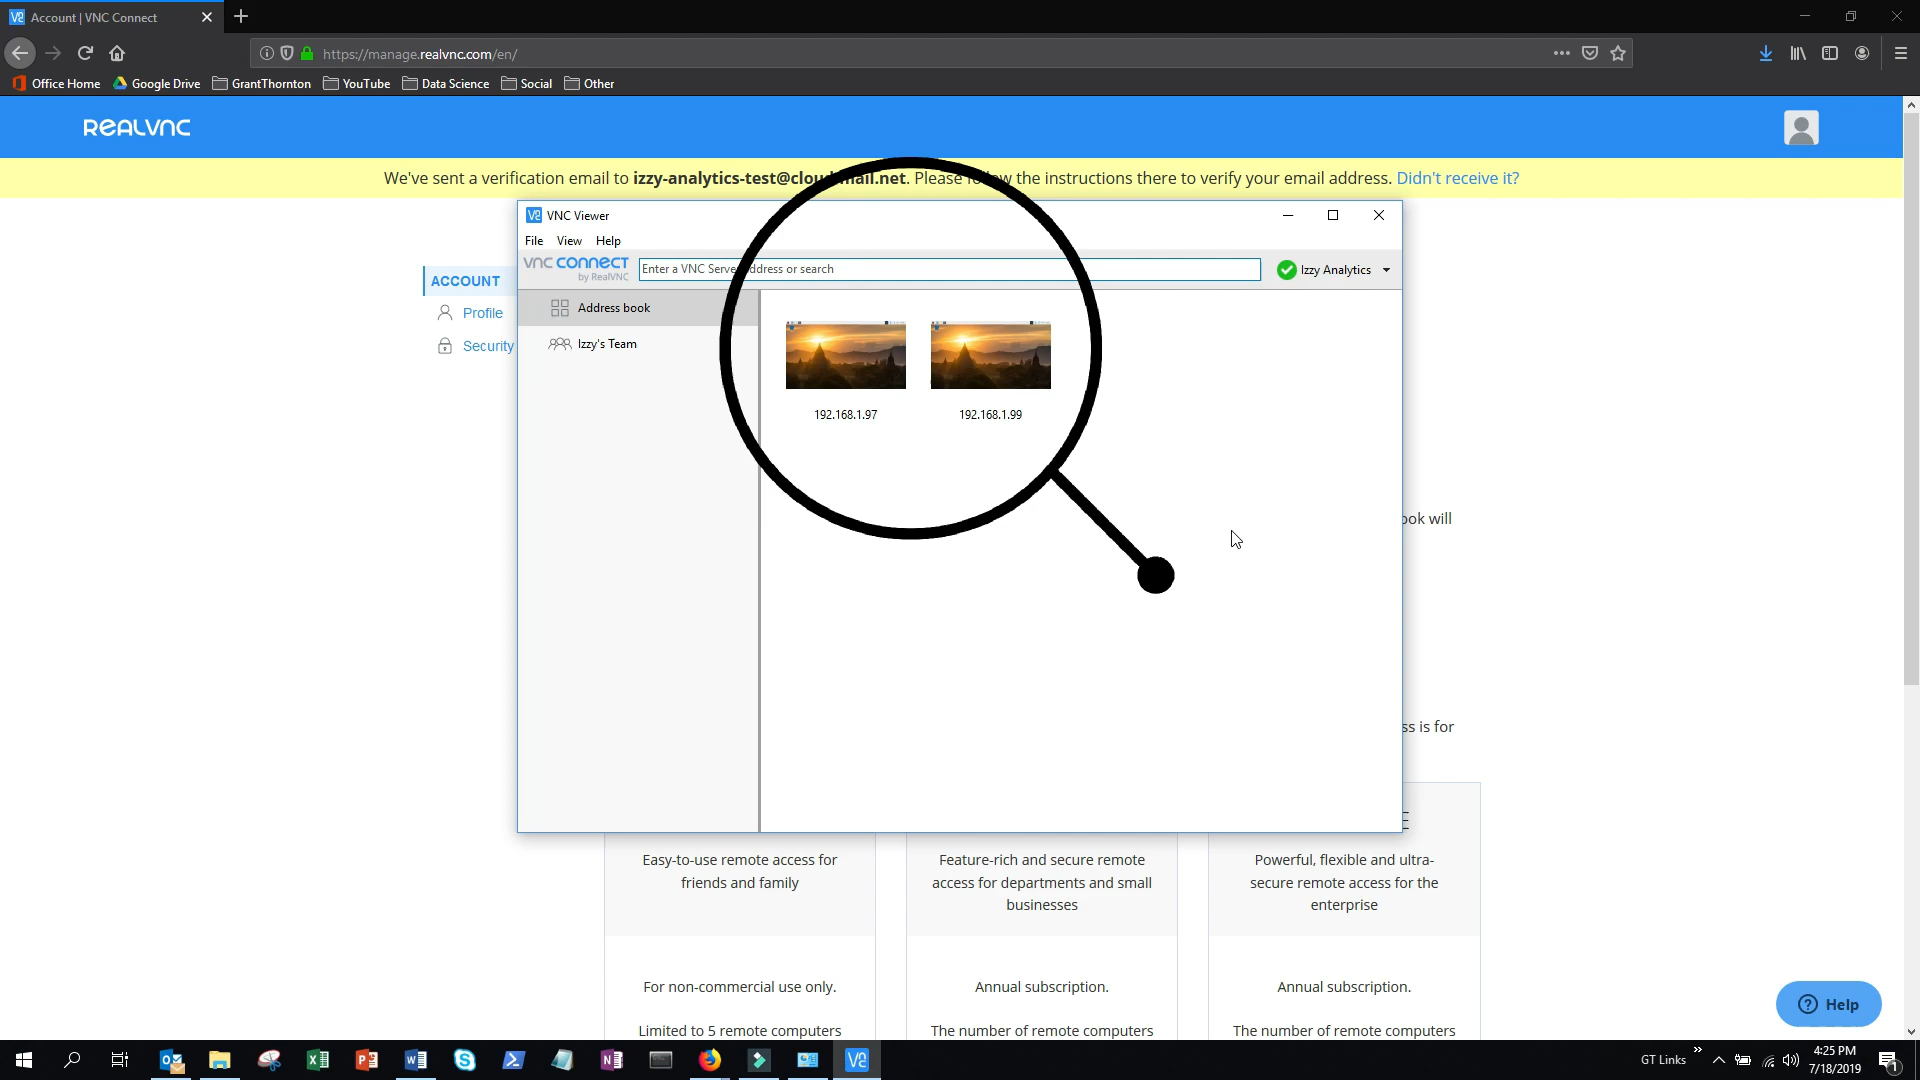 Account | VNC Connect
https://manage.realvnc.com/en/
Office Home
Google Drive
GrantThornton
YouTube
Data Science
Social
Other
REALVNC
We've sent a verification email to izzy-analytics-test@cloudmail.net. Please follow the instructions there to verify your email address. Didn't receive it?
VNC Viewer
File View Help
VNC CONNECT
by RealVNC
Enter a VNC Server address or search
Izzy Analytics
ACCOUNT
Profile
Security
Address book
Izzy's Team
192.168.1.97
192.168.1.99
will
is for
Easy-to-use remote access for
friends and family
Feature-rich and secure remote
access for departments and small
businesses
Powerful, flexible and ultra-
secure remote access for the
enterprise
For non-commercial use only.
Annual subscription.
Annual subscription.
Limited to 5 remote computers
The number of remote computers
The number of remote computers
Help
GT Links
4:25 PM
7/18/2019
1